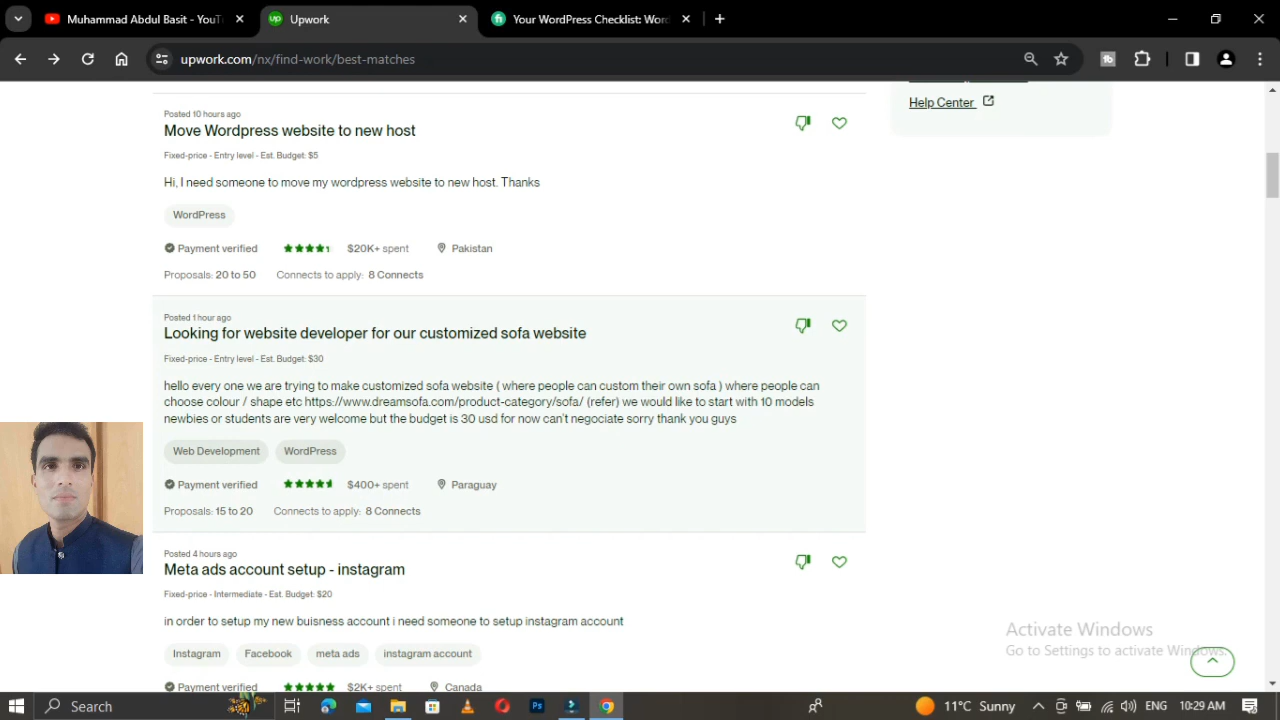 Muhammad Abdul Basit - YouT
Upwork
Your WordPress Checklist: Word
upwork.com/nx/find-work/best-matches
Help Center
Posted 10 hours ago
Move Wordpress website to new host
Fixed-price - Entry level - Est. Budget: $5
Hi, I need someone to move my wordpress website to new host. Thanks
WordPress
Payment verified $20K+ spent Pakistan
Proposals: 20 to 50 Connects to apply: 8 Connects
Posted 1 hour ago
Looking for website developer for our customized sofa website
Fixed-price - Entry level - Est. Budget: $30
hello every one we are trying to make customized sofa website ( where people can custom their own sofa ) where people can
choose colour / shape etc https://www.dreamsofa.com/product-category/sofa/ (refer) we would like to start with 10 models
newbies or students are very welcome but the budget is 30 usd for now can't negociate sorry thank you guys
Web Development WordPress
Payment verified $400+ spent Paraguay
Proposals: 15 to 20 Connects to apply: 8 Connects
Posted 4 hours ago
Meta ads account setup - instagram
Fixed-price - Intermediate - Est. Budget: $20
in order to setup my new buisness account i need someone to setup instagram account
Instagram Facebook meta ads instagram account
Payment verified $2K+ spent Canada
Activate Windows
Go to Settings to activate Windows.
Search
Ps
11°C Sunny
ENG
10:29 AM